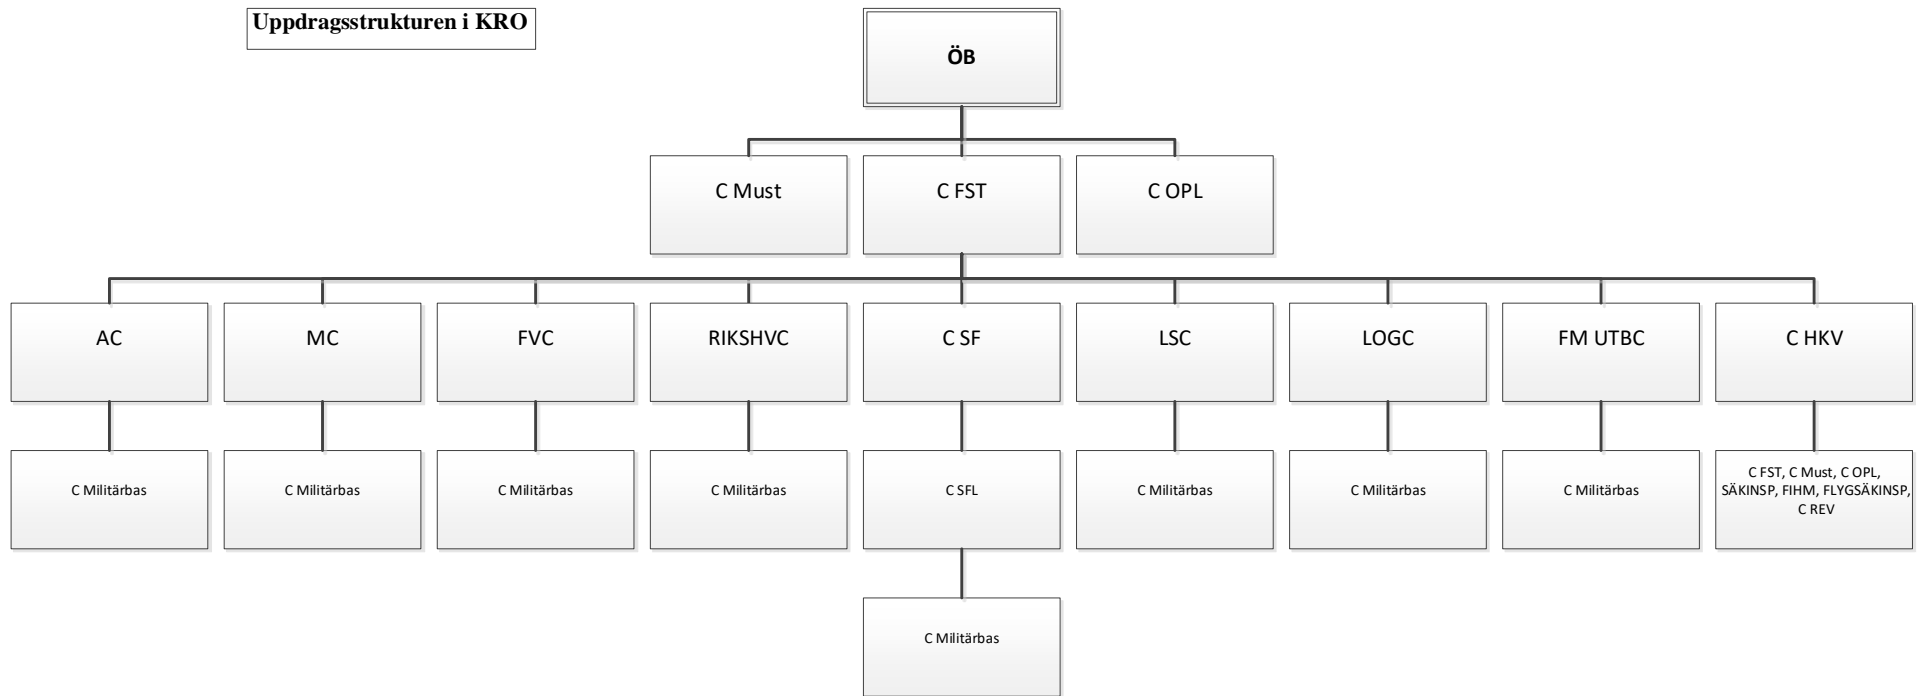 Uppdragsstrukturen i KRO
ÖB
C Must
C FST
C OPL
AC
MC
FVC
RIKSHVC
C SF
LSC
LOGC
FM UTBC
C HKV
C Militärbas
C Militärbas
C Militärbas
C Militärbas
C SFL
C Militärbas
C Militärbas
C Militärbas
C FST, C Must, C OPL,
SÄKINSP, FIHM, FLYGSÄKINSP,
C REV
C Militärbas